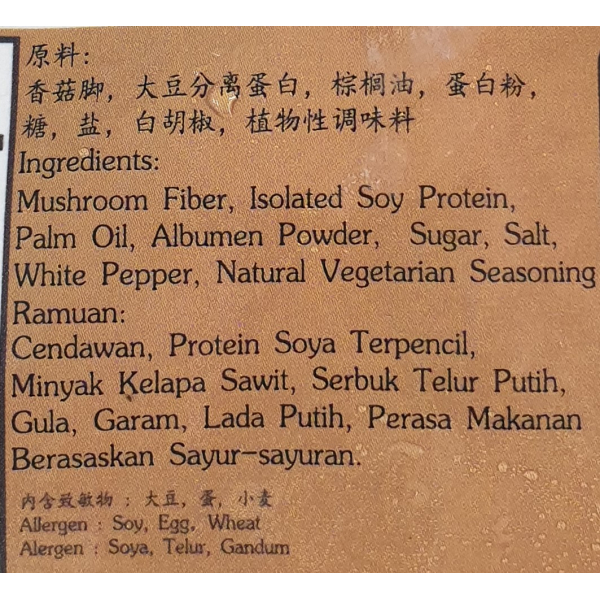 原料:
香菇脚, 大豆分离蛋白, 棕榈油, 蛋白粉,
糖, 盐, 白胡椒, 植物性调味料
Ingredients:
Mushroom Fiber, Isolated Soy Protein,
Palm Oil, Albumen Powder, Sugar, Salt,
White Pepper, Natural Vegetarian Seasoning
Ramuan:
Cendawan, Protein Soya Terpencil,
Minyak Kelapa Sawit, Serbuk Telur Putih,
Gula, Garam, Lada Putih, Perasa Makanan
Berasaskan Sayur-sayuran.
内含致敏物 : 大豆, 蛋, 小麦
Allergen : Soy, Egg, Wheat
Alergen : Soya, Telur, Gandum